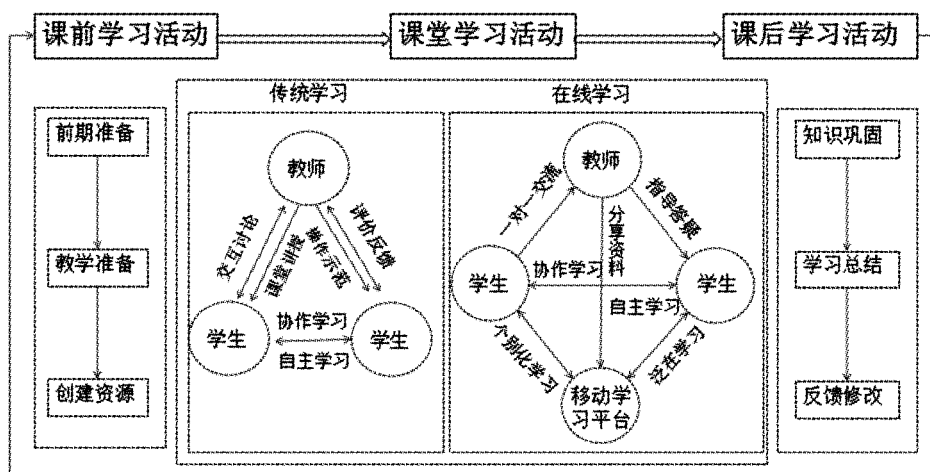 课前学习活动
课堂学习活动
课后学习活动
前期准备
教学准备
创建资源
传统学习
教师
交互讨论
课堂讲授
操作示范
评价反馈
学生
协作学习
自主学习
学生
在线学习
教师
一对一交流
分享资料
指导答疑
学生
协作学习
自主学习
学生
个别化学习
泛在学习
移动学
习平台
知识巩固
学习总结
反馈修改